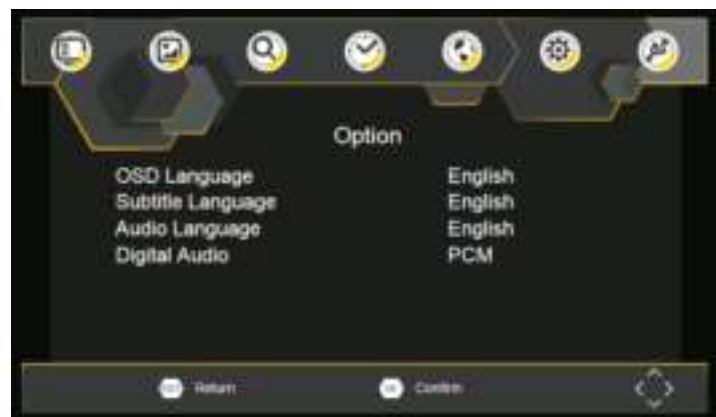 Option
OSD Language English
Subtitle Language English
Audio Language English
Digital Audio PCM
Return Confirm